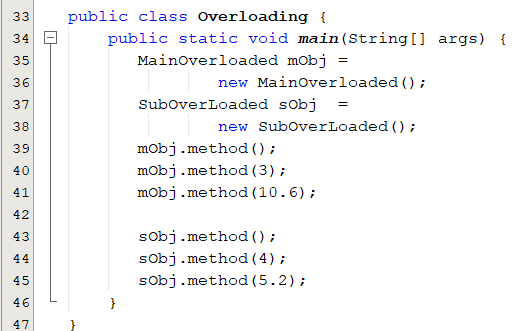 33 public class Overloading {
34 public static void main(String[] args) {
35 MainOverloaded mObj =
36 new MainOverloaded();
37 SubOverLoaded sObj =
38 new SubOverLoaded();
39 mObj.method();
40 mObj.method(3);
41 mObj.method(10.6);
42
43 sObj.method();
44 sObj.method(4);
45 sObj.method(5.2);
46 }
47 }